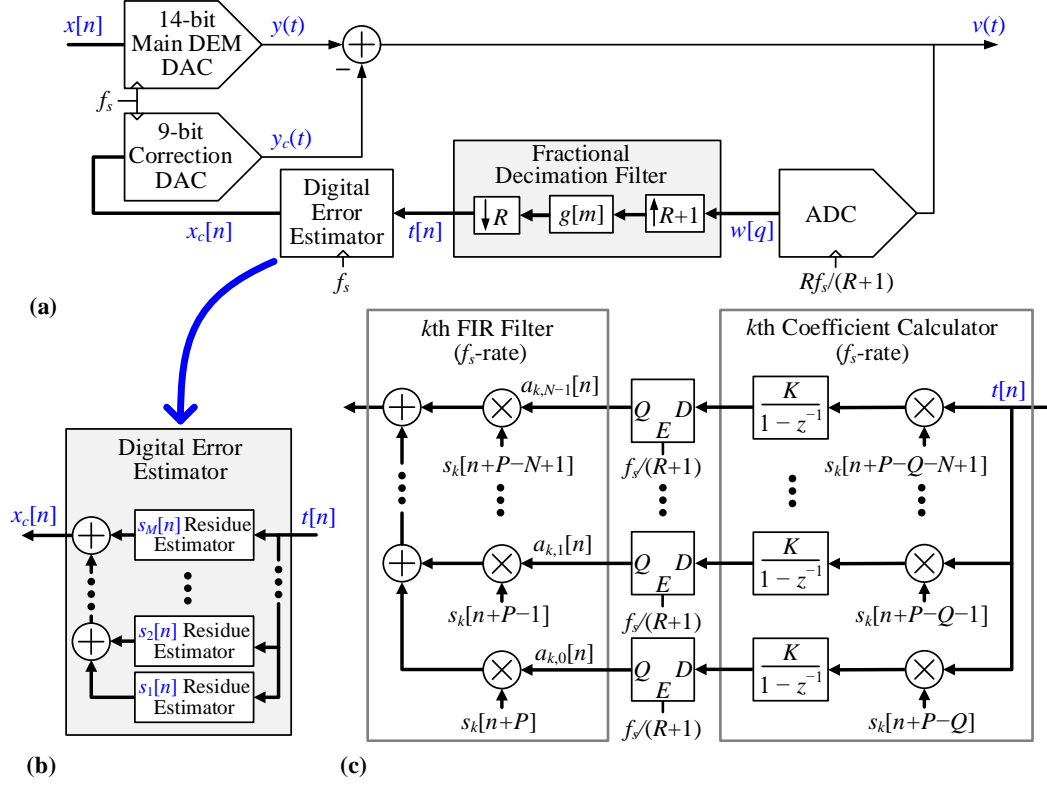 x[n]
14-bit
Main DEM
DAC
y(t)
v(t)
f_s
9-bit
Correction
DAC
y_c(t)
x_c[n]
Digital
Error
Estimator
f_s
t[n]
Fractional
Decimation Filter
R
g[m]
R+1
w[q]
ADC
Rf_s/(R+1)
(a)
Digital Error
Estimator
x_c[n]
t[n]
s_M[n] Residue
Estimator
s_2[n] Residue
Estimator
s_1[n] Residue
Estimator
(b)
kth FIR Filter
(f_s-rate)
kth Coefficient Calculator
(f_s-rate)
a_{k,N−1}[n]
Q D
E
K
1 − z^{−1}
t[n]
s_k[n+P−N+1]
f_s/(R+1)
s_k[n+P−Q−N+1]
a_{k,1}[n]
Q D
E
K
1 − z^{−1}
s_k[n+P−1]
f_s/(R+1)
s_k[n+P−Q−1]
a_{k,0}[n]
Q D
E
K
1 − z^{−1}
s_k[n+P]
f_s/(R+1)
s_k[n+P−Q]
(c)